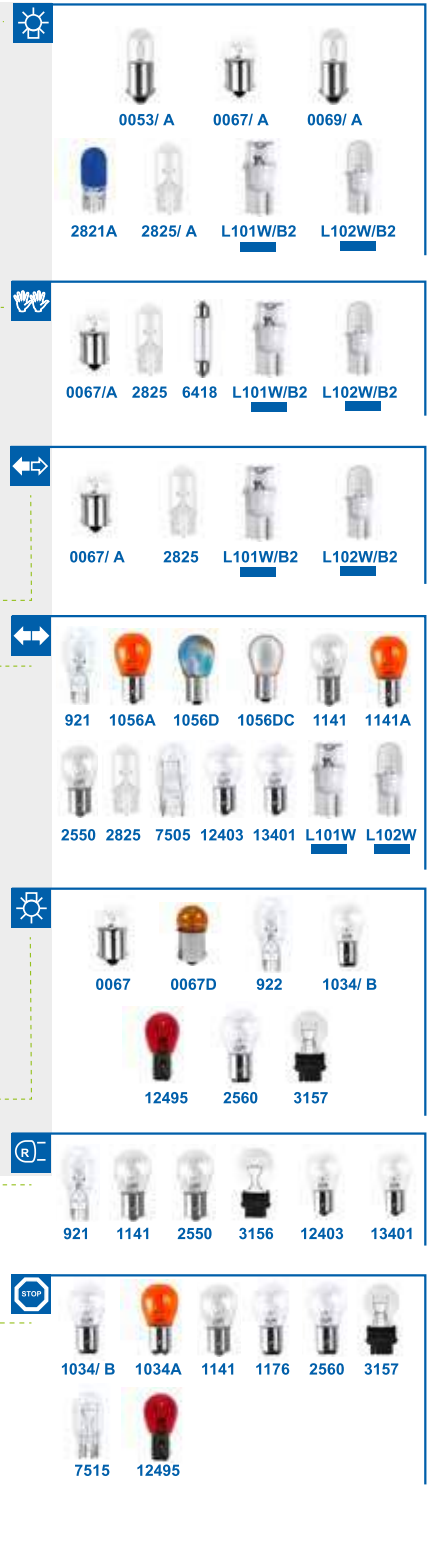 0053/ A 0067/ A 0069/ A
2821A 2825/ A L101W/B2 L102W/B2
0067/A 2825 6418 L101W/B2 L102W/B2
0067/ A 2825 L101W/B2 L102W/B2
921 1056A 1056D 1056DC 1141 1141A
2550 2825 7505 12403 13401 L101W L102W
0067 0067D 922 1034/ B
12495 2560 3157
R
921 1141 2550 3156 12403 13401
STOP
1034/ B 1034A 1141 1176 2560 3157
7515 12495